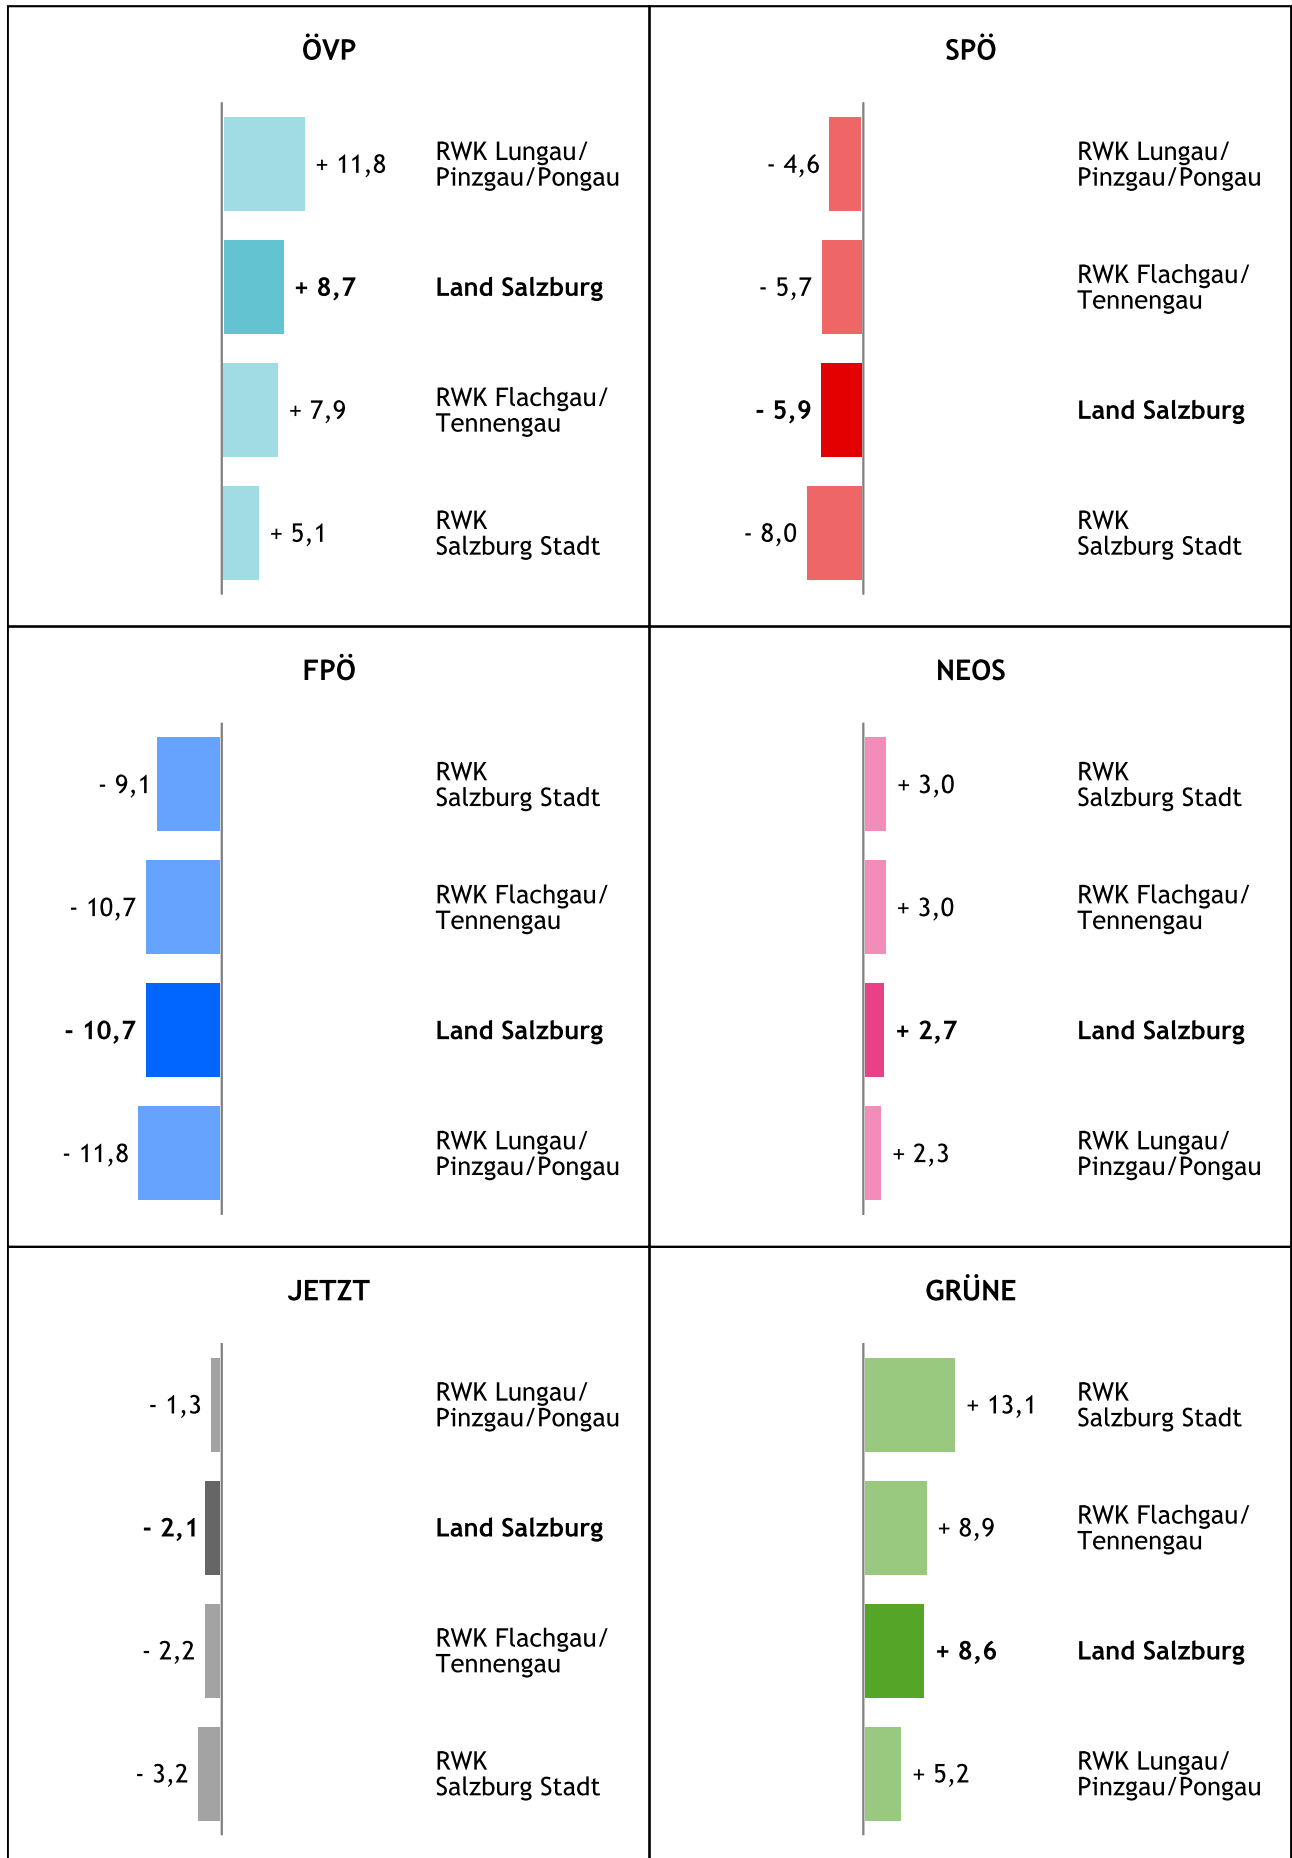 ÖVP
+ 11,8
RWK Lungau/
Pinzgau/Pongau
+ 8,7
Land Salzburg
+ 7,9
RWK Flachgau/
Tennengau
+ 5,1
RWK
Salzburg Stadt
SPÖ
- 4,6
RWK Lungau/
Pinzgau/Pongau
- 5,7
RWK Flachgau/
Tennengau
- 5,9
Land Salzburg
- 8,0
RWK
Salzburg Stadt
FPÖ
- 9,1
RWK
Salzburg Stadt
- 10,7
RWK Flachgau/
Tennengau
- 10,7
Land Salzburg
- 11,8
RWK Lungau/
Pinzgau/Pongau
NEOS
+ 3,0
RWK
Salzburg Stadt
+ 3,0
RWK Flachgau/
Tennengau
+ 2,7
Land Salzburg
+ 2,3
RWK Lungau/
Pinzgau/Pongau
JETZT
- 1,3
RWK Lungau/
Pinzgau/Pongau
- 2,1
Land Salzburg
- 2,2
RWK Flachgau/
Tennengau
- 3,2
RWK
Salzburg Stadt
GRÜNE
+ 13,1
RWK
Salzburg Stadt
+ 8,9
RWK Flachgau/
Tennengau
+ 8,6
Land Salzburg
+ 5,2
RWK Lungau/
Pinzgau/Pongau